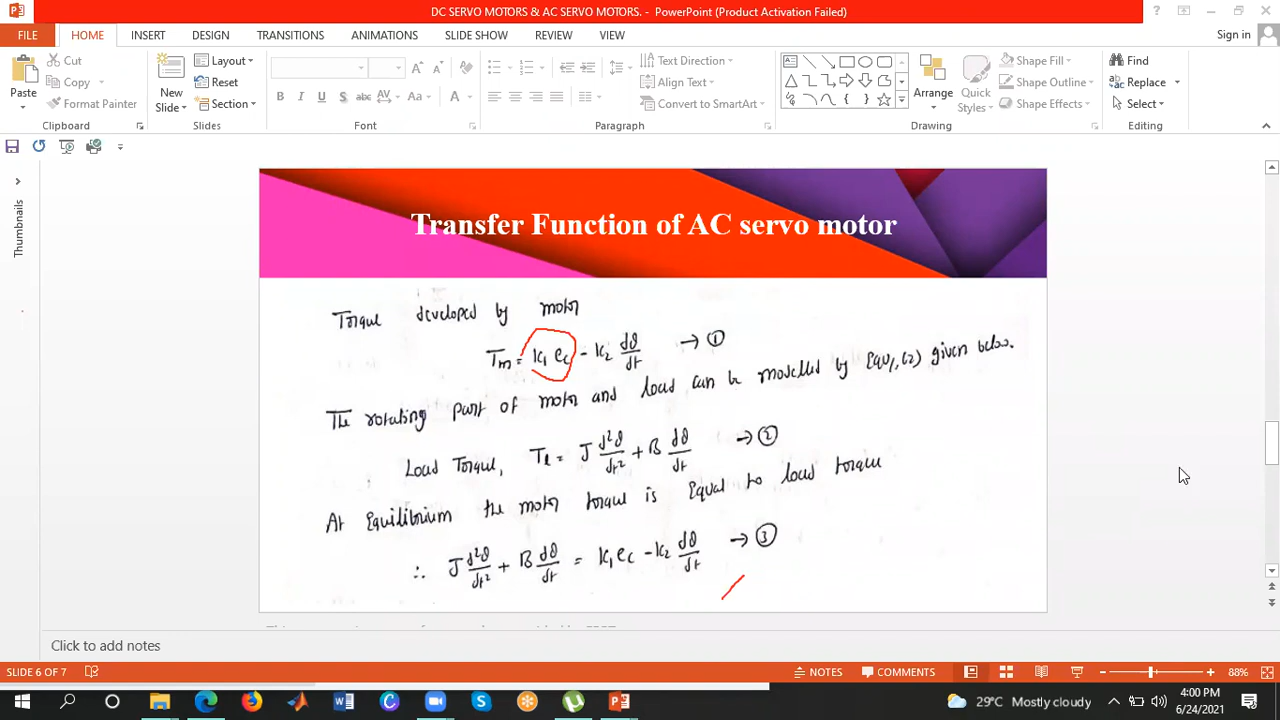 DC SERVO MOTORS & AC SERVO MOTORS. - PowerPoint (Product Activation Failed)
FILE HOME INSERT DESIGN TRANSITIONS ANIMATIONS SLIDE SHOW REVIEW VIEW Sign in
Paste
Cut
Copy
Format Painter
Clipboard
New Slide
Layout
Reset
Section
Slides
B I U S abc AV Aa A
Font
Text Direction
Align Text
Convert to SmartArt
Paragraph
Arrange
Quick Styles
Shape Fill
Shape Outline
Shape Effects
Drawing
Find
Replace
Select
Editing
Thumbnails
Transfer Function of AC servo motor
Torque developed by motor
Tm = k1 ec - k2 dθ/dt → ①
The rotating part of motor and load can be modelled by given below.
Load Torque, Tl = J d²θ/dt² + B dθ/dt → ②
At Equilibrium the motor torque is Equal to load torque
∴ J d²θ/dt² + B dθ/dt = k1 ec - k2 dθ/dt → ③
Click to add notes
SLIDE 6 OF 7 NOTES COMMENTS 88%
29°C Mostly cloudy 4:00 PM
6/24/2021